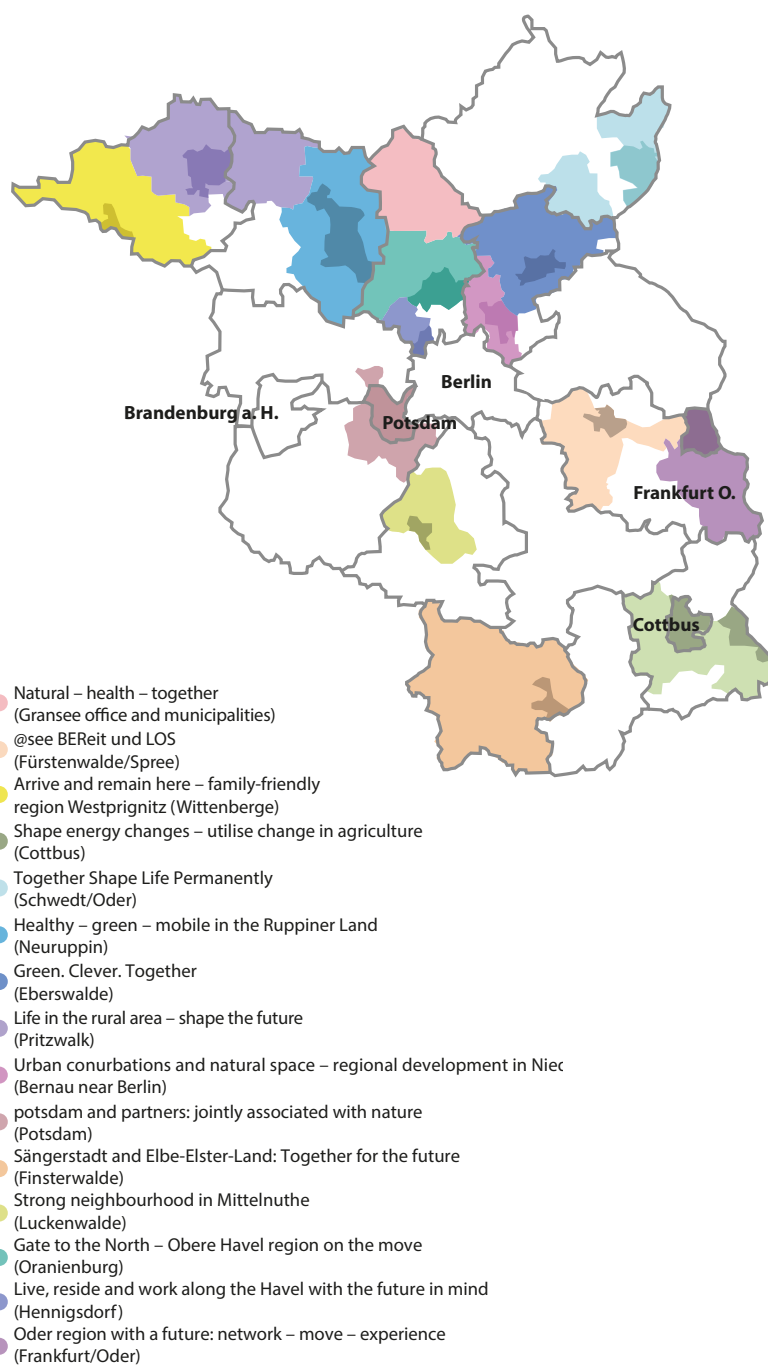 Berlin
Brandenburg a. H.
Potsdam
Frankfurt O.
Cottbus
Natural – health – together
(Gransee office and municipalities)
@see BEReit und LOS
(Fürstenwalde/Spree)
Arrive and remain here – family-friendly
region Westprignitz (Wittenberge)
Shape energy changes – utilise change in agriculture
(Cottbus)
Together Shape Life Permanently
(Schwedt/Oder)
Healthy – green – mobile in the Ruppiner Land
(Neuruppin)
Green. Clever. Together
(Eberswalde)
Life in the rural area – shape the future
(Pritzwalk)
Urban conurbations and natural space – regional development in
(Bernau near Berlin)
potsdam and partners: jointly associated with nature
(Potsdam)
Sängerstadt and Elbe-Elster-Land: Together for the future
(Finsterwalde)
Strong neighbourhood in Mittelnuthe
(Luckenwalde)
Gate to the North – Obere Havel region on the move
(Oranienburg)
Live, reside and work along the Havel with the future in mind
(Hennigsdorf)
Oder region with a future: network – move – experience
(Frankfurt/Oder)